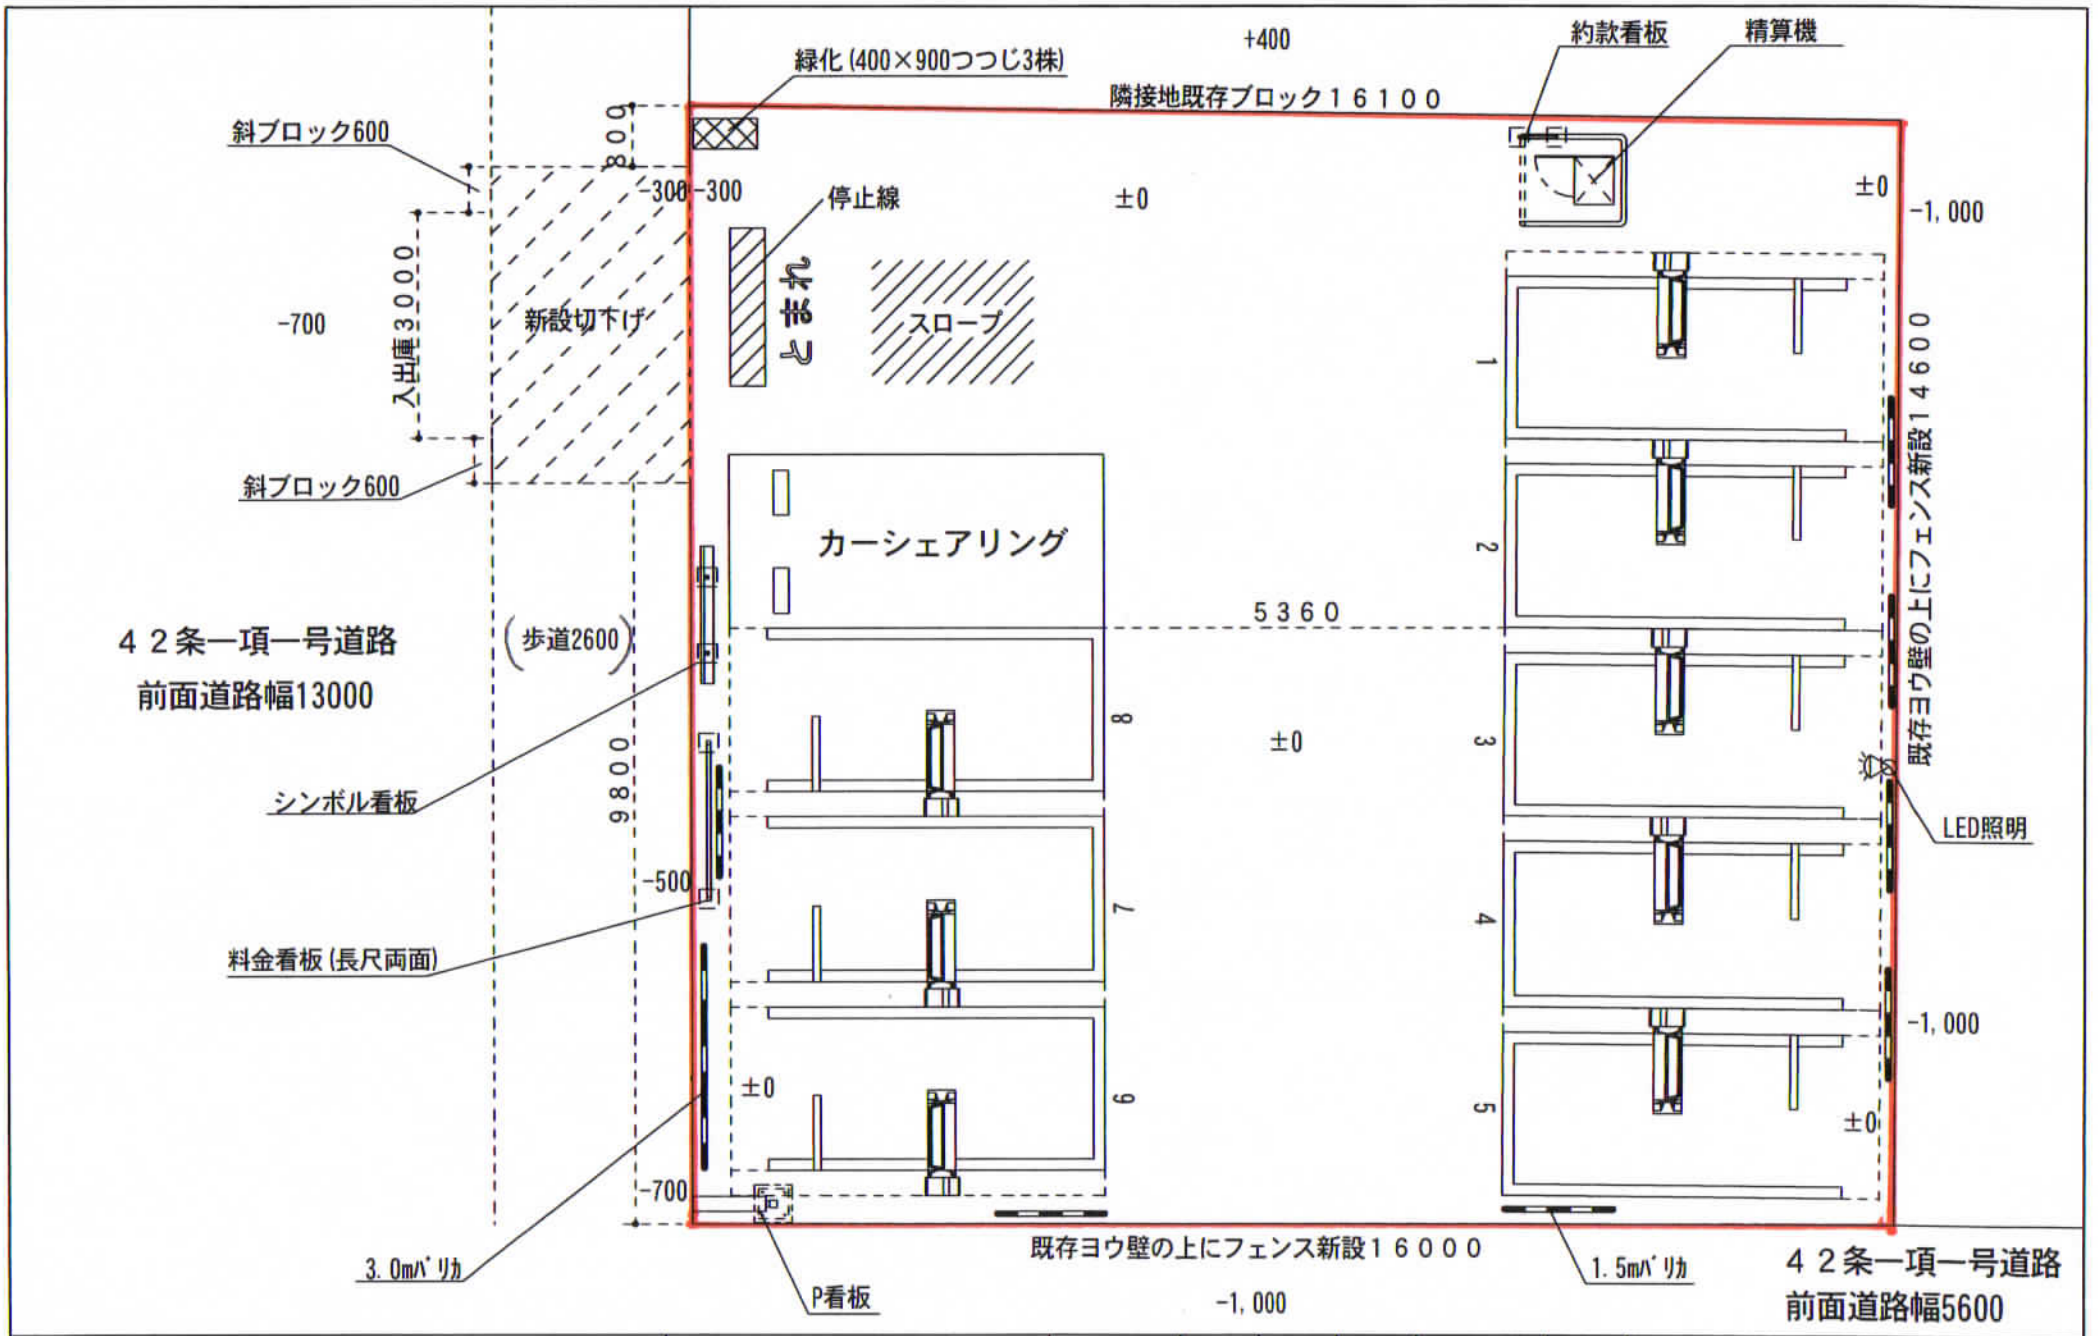 +400
約款看板
精算機
緑化(400×900つつじ3株)
隣接地既存ブロック16100
斜ブロック600
800
-300
-300
停止線
±0
±0
-1,000
-700
入出庫3000
新設切下げ
とまれ
スロープ
1
既存ヨウ壁の上にフェンス新設14600
斜ブロック600
カーシェアリング
2
42条一項一号道路
前面道路幅13000
(歩道2600)
5360
8
±0
3
シンボル看板
9800
LED照明
-500
7
4
料金看板(長尺両面)
±0
6
5
±0
-1,000
-700
P
既存ヨウ壁の上にフェンス新設16000
3.0mバリカ
P看板
-1,000
1.5mバリカ
42条一項一号道路
前面道路幅5600